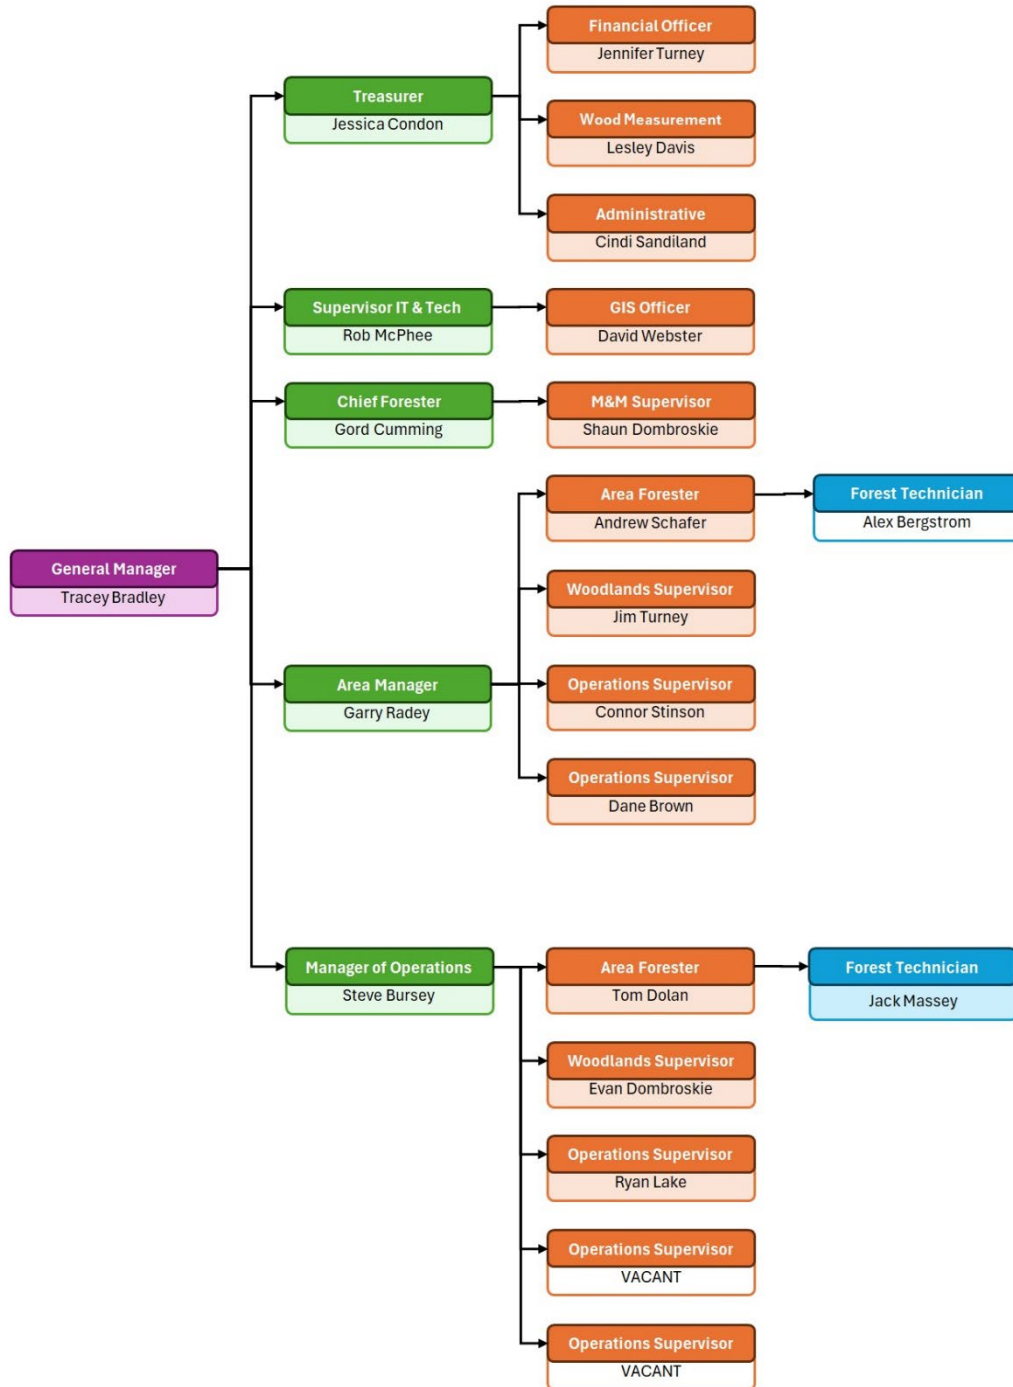 Financial Officer
Jennifer Turney
Treasurer
Jessica Condon
Wood Measurement
Lesley Davis
Administrative
Cindi Sandiland
Supervisor IT & Tech
Rob McPhee
GIS Officer
David Webster
Chief Forester
Gord Cumming
M&M Supervisor
Shaun Dombroskie
Area Forester
Andrew Schafer
Forest Technician
Alex Bergstrom
General Manager
Tracey Bradley
Woodlands Supervisor
Jim Turney
Area Manager
Garry Radey
Operations Supervisor
Connor Stinson
Operations Supervisor
Dane Brown
Manager of Operations
Steve Bursey
Area Forester
Tom Dolan
Forest Technician
Jack Massey
Woodlands Supervisor
Evan Dombroskie
Operations Supervisor
Ryan Lake
Operations Supervisor
VACANT
Operations Supervisor
VACANT